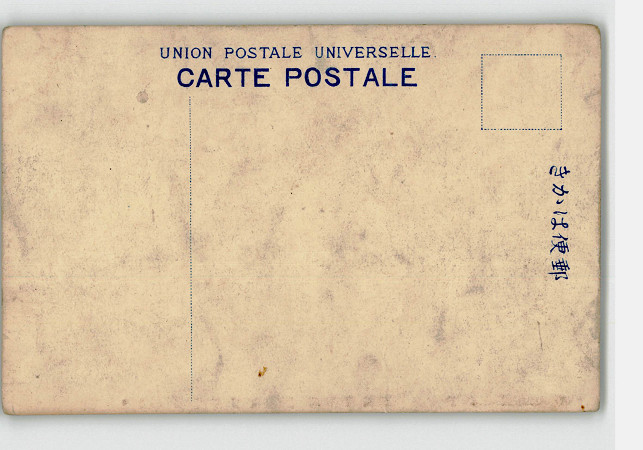 UNION POSTALE UNIVERSELLE.
CARTE POSTALE
きかは便郵